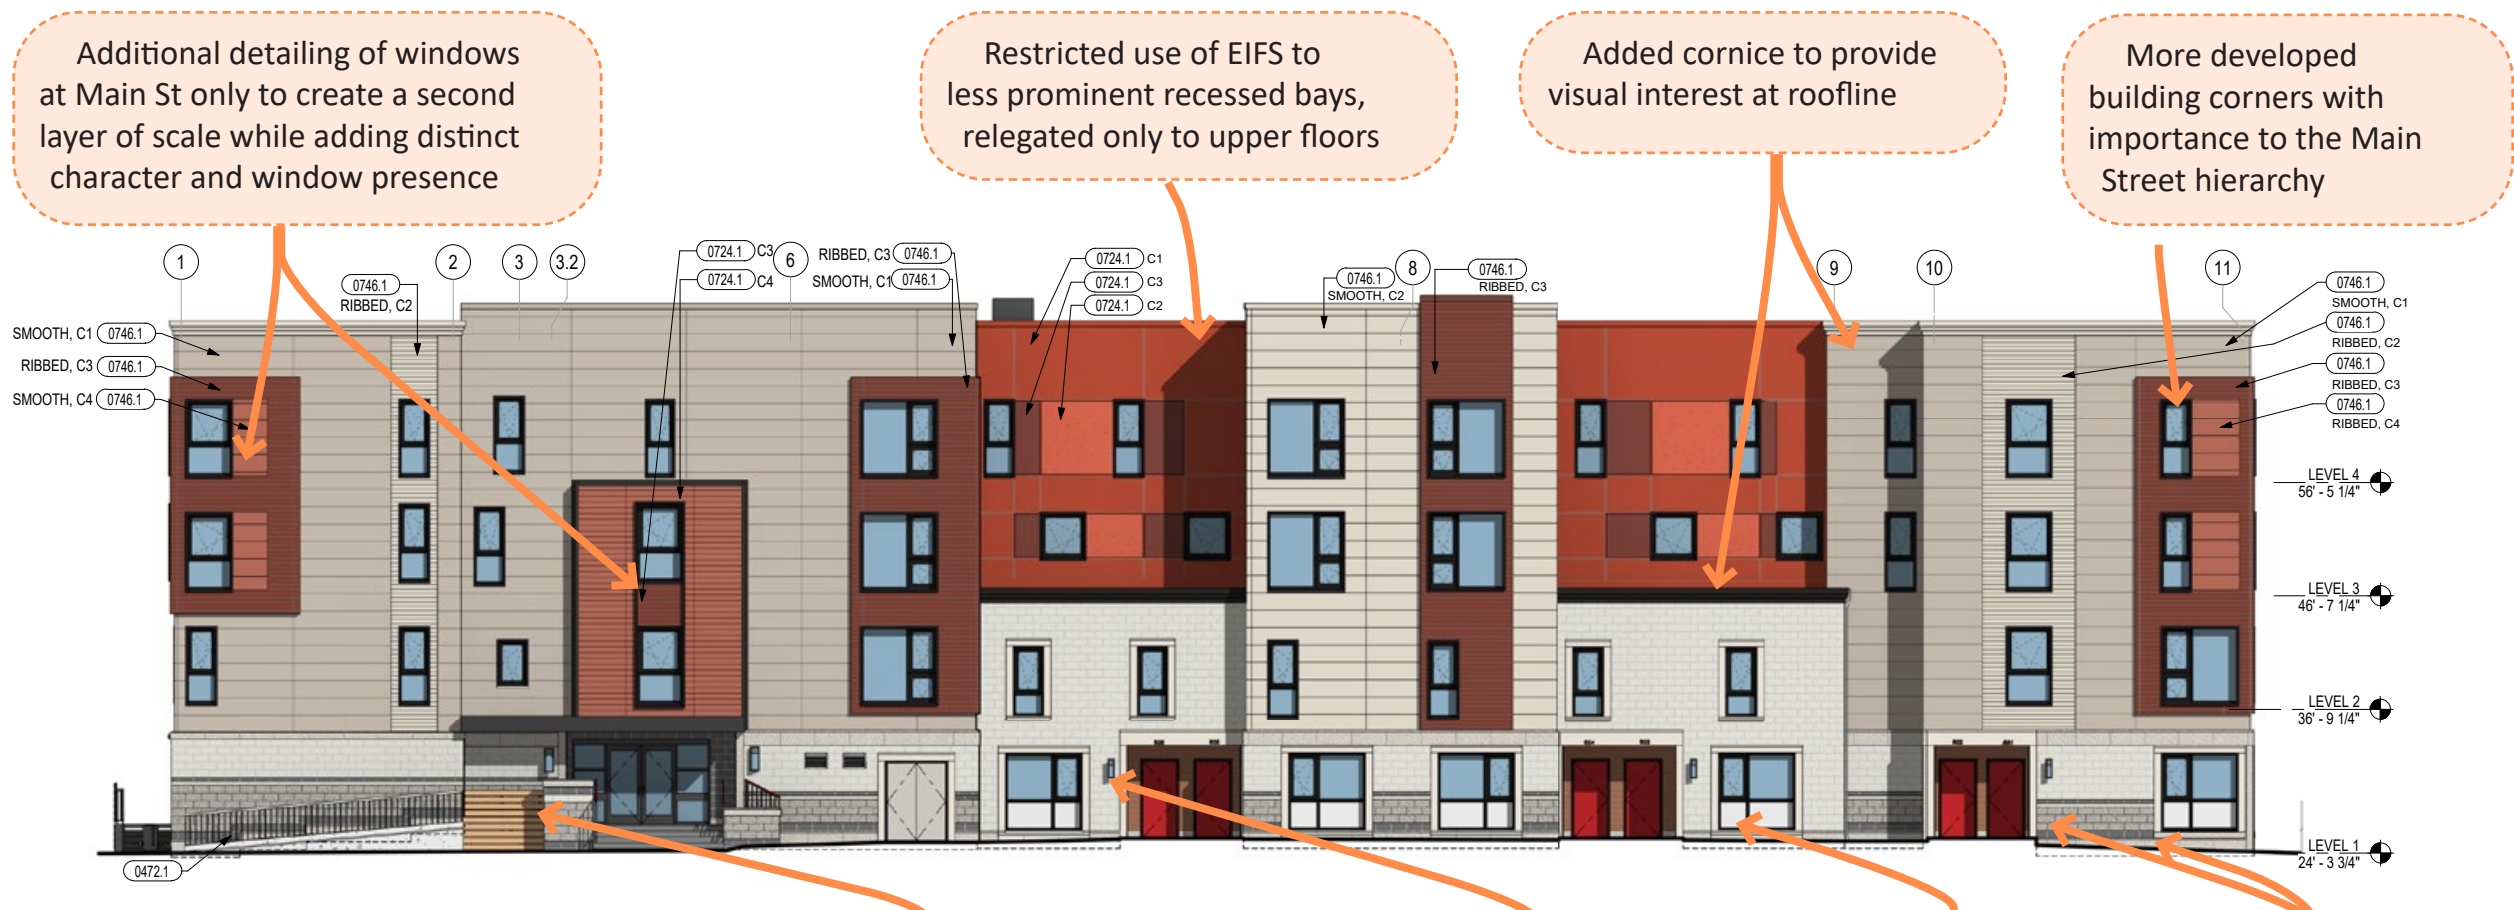 Additional detailing of windows
at Main St only to create a second
layer of scale while adding distinct
character and window presence
Restricted use of EIFS to
less prominent recessed bays,
relegated only to upper floors
Added cornice to provide
visual interest at roofline
More developed
building corners with
importance to the Main
Street hierarchy
1
2
3
3.2
6
8
9
10
11
0746.1
RIBBED, C2
SMOOTH, C1 0746.1
RIBBED, C3 0746.1
SMOOTH, C4 0746.1
0724.1 C3
0724.1 C4
RIBBED, C3 0746.1
SMOOTH, C1 0746.1
0724.1 C1
0724.1 C3
0724.1 C2
0746.1
SMOOTH, C2
0746.1
RIBBED, C3
0746.1
SMOOTH, C1
0746.1
RIBBED, C2
0746.1
RIBBED, C3
0746.1
RIBBED, C4
LEVEL 4
56' - 5 1/4"
LEVEL 3
46' - 7 1/4"
LEVEL 2
36' - 9 1/4"
LEVEL 1
24' - 3 3/4"
0472.1